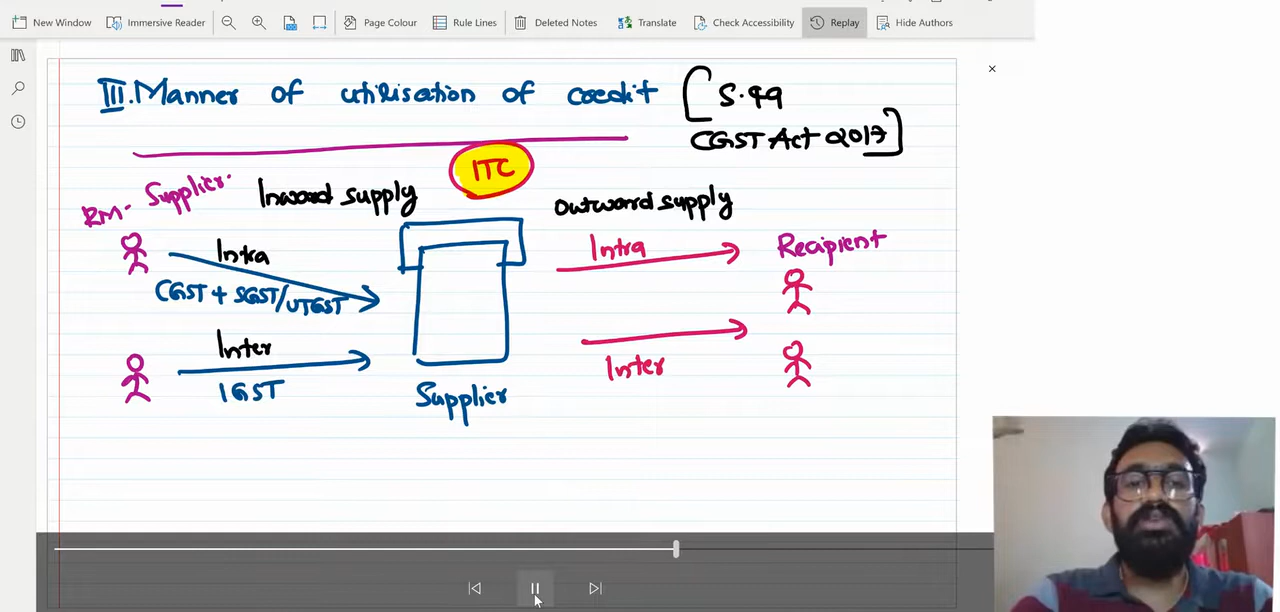 New Window Immersive Reader Page Colour Rule Lines Deleted Notes Translate Check Accessibility Replay Hide Authors
III. Manner of utilisation of credit [S.49
CGST Act 2017]
ITC
RM- Supplier. Inward supply Outward supply
Intra Intra Recipient
CGST + SGST/UTGST
Inter Inter
IGST Supplier